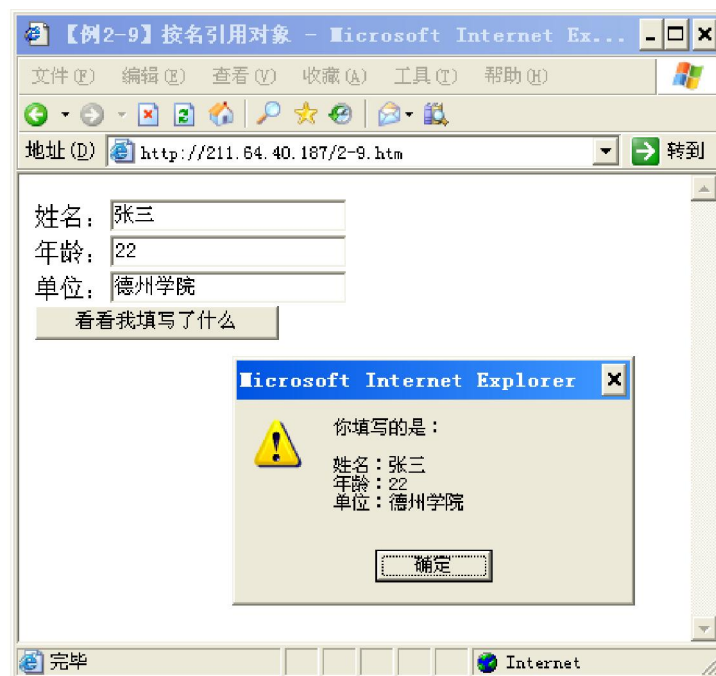 【例2-9】按名引用对象 - Microsoft Internet Ex...
文件(F) 编辑(E) 查看(V) 收藏(A) 工具(T) 帮助(H)
地址(D) http://211.64.40.187/2-9.htm 转到
姓名：张三
年龄：22
单位：德州学院
看看我填写了什么
Microsoft Internet Explorer
你填写的是：
姓名：张三
年龄：22
单位：德州学院
确定
完毕 Internet